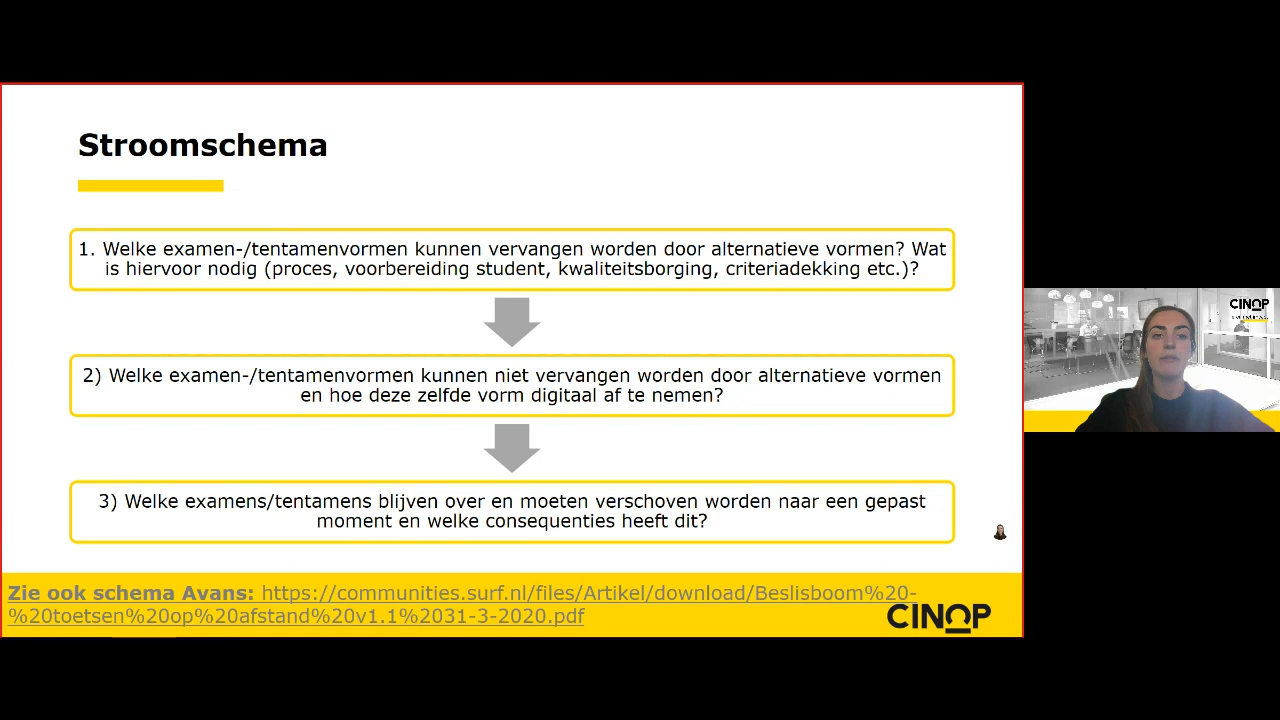 Stroomschema
1. Welke examen-/tentamenvormen kunnen vervangen worden door alternatieve vormen? Wat
is hiervoor nodig (proces, voorbereiding student, kwaliteitsborging, criteriadekking etc.)?
2) Welke examen-/tentamenvormen kunnen niet vervangen worden door alternatieve vormen
en hoe deze zelfde vorm digitaal af te nemen?
3) Welke examens/tentamens blijven over en moeten verschoven worden naar een gepast
moment en welke consequenties heeft dit?
Zie ook schema Avans: https://communities.surf.nl/files/Artikel/download/Beslisboom%20-
%20toetsen%20op%20afstand%20v1.1%2031-3-2020.pdf
CINOP
CINOP